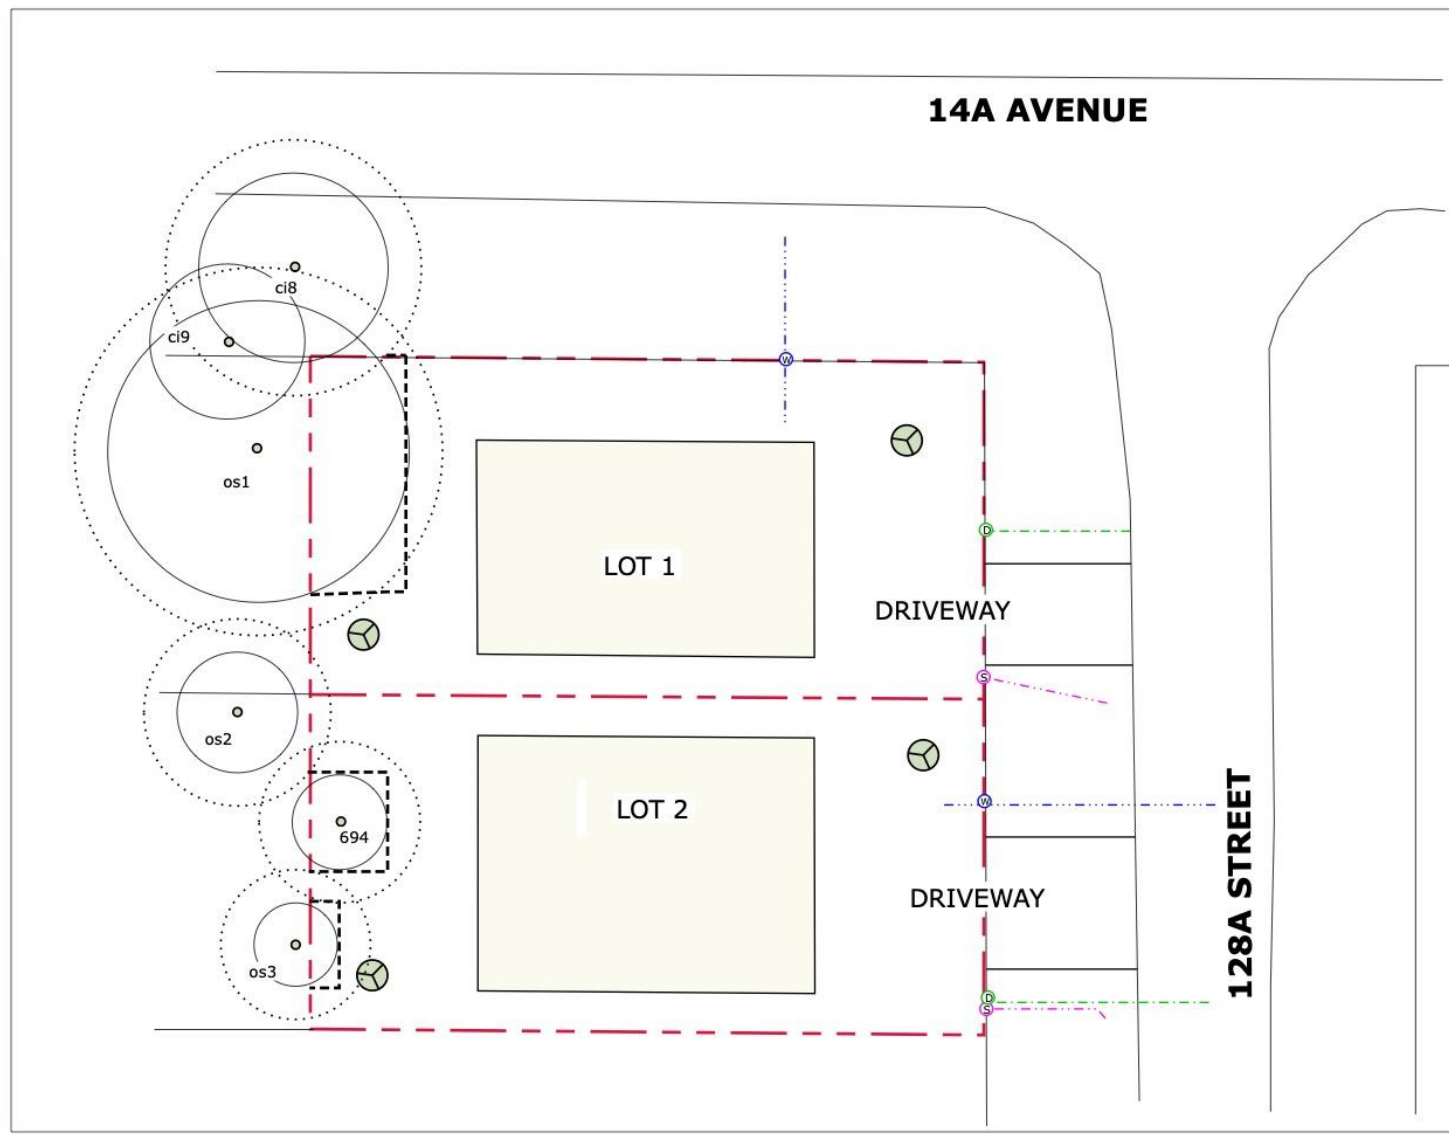 14A AVENUE
ci8
ci9
W
os1
D
LOT 1
DRIVEWAY
S
os2
W
LOT 2
694
128A STREET
DRIVEWAY
os3
D
S